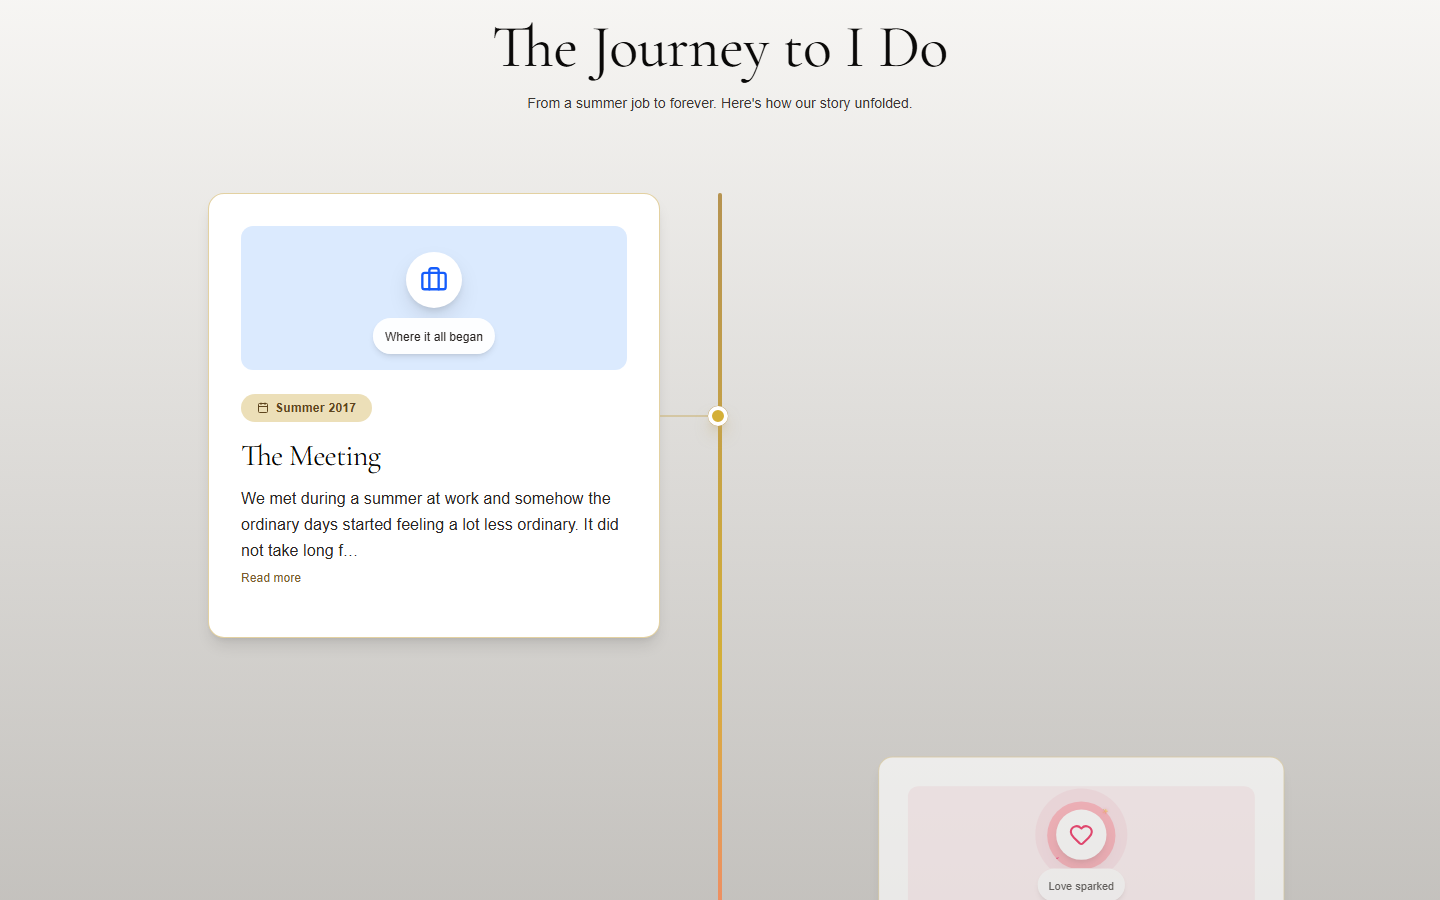 The Journey to I Do
From a summer job to forever. Here's how our story unfolded.
Where it all began
Summer 2017
The Meeting
We met during a summer at work and somehow the
ordinary days started feeling a lot less ordinary. It did
not take long f…
Read more
Love sparked